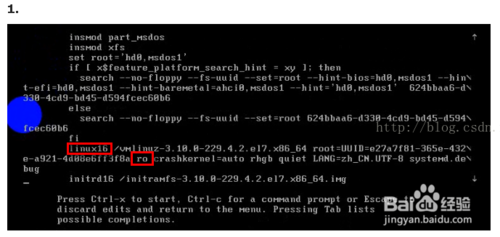 1.
insmod part_msdos
insmod xfs
set root='hd0,msdos1'
if [ x$feature_platform_search_hint = xy ]; then
search --no-floppy --fs-uuid --set=root --hint-bios=hd0,msdos1 --hin\
t-efi=hd0,msdos1 --hint-baremetal=ahci0,msdos1 --hint='hd0,msdos1' 624bbaa6-d\
330-4cd9-bd45-d594fcec60b6
else
search --no-floppy --fs-uuid --set=root 624bbaa6-d330-4cd9-bd45-d594\
fcec60b6
fi
linux16 /vmlinuz-3.10.0-229.4.2.el7.x86_64 root=UUID=e27a7f81-365e-432\
e-a921-4d08e6ff3f8a ro crashkernel=auto rhgb quiet LANG=zh_CN.UTF-8 systemd.de\
bug
initrd16 /initramfs-3.10.0-229.4.2.el7.x86_64.img
Press Ctrl-x to start, Ctrl-c for a command prompt or Escap
discard edits and return to the menu. Pressing Tab lists
possible completions.
http://blog.csdn.
Baidu 经验
jingyan.baidu.com